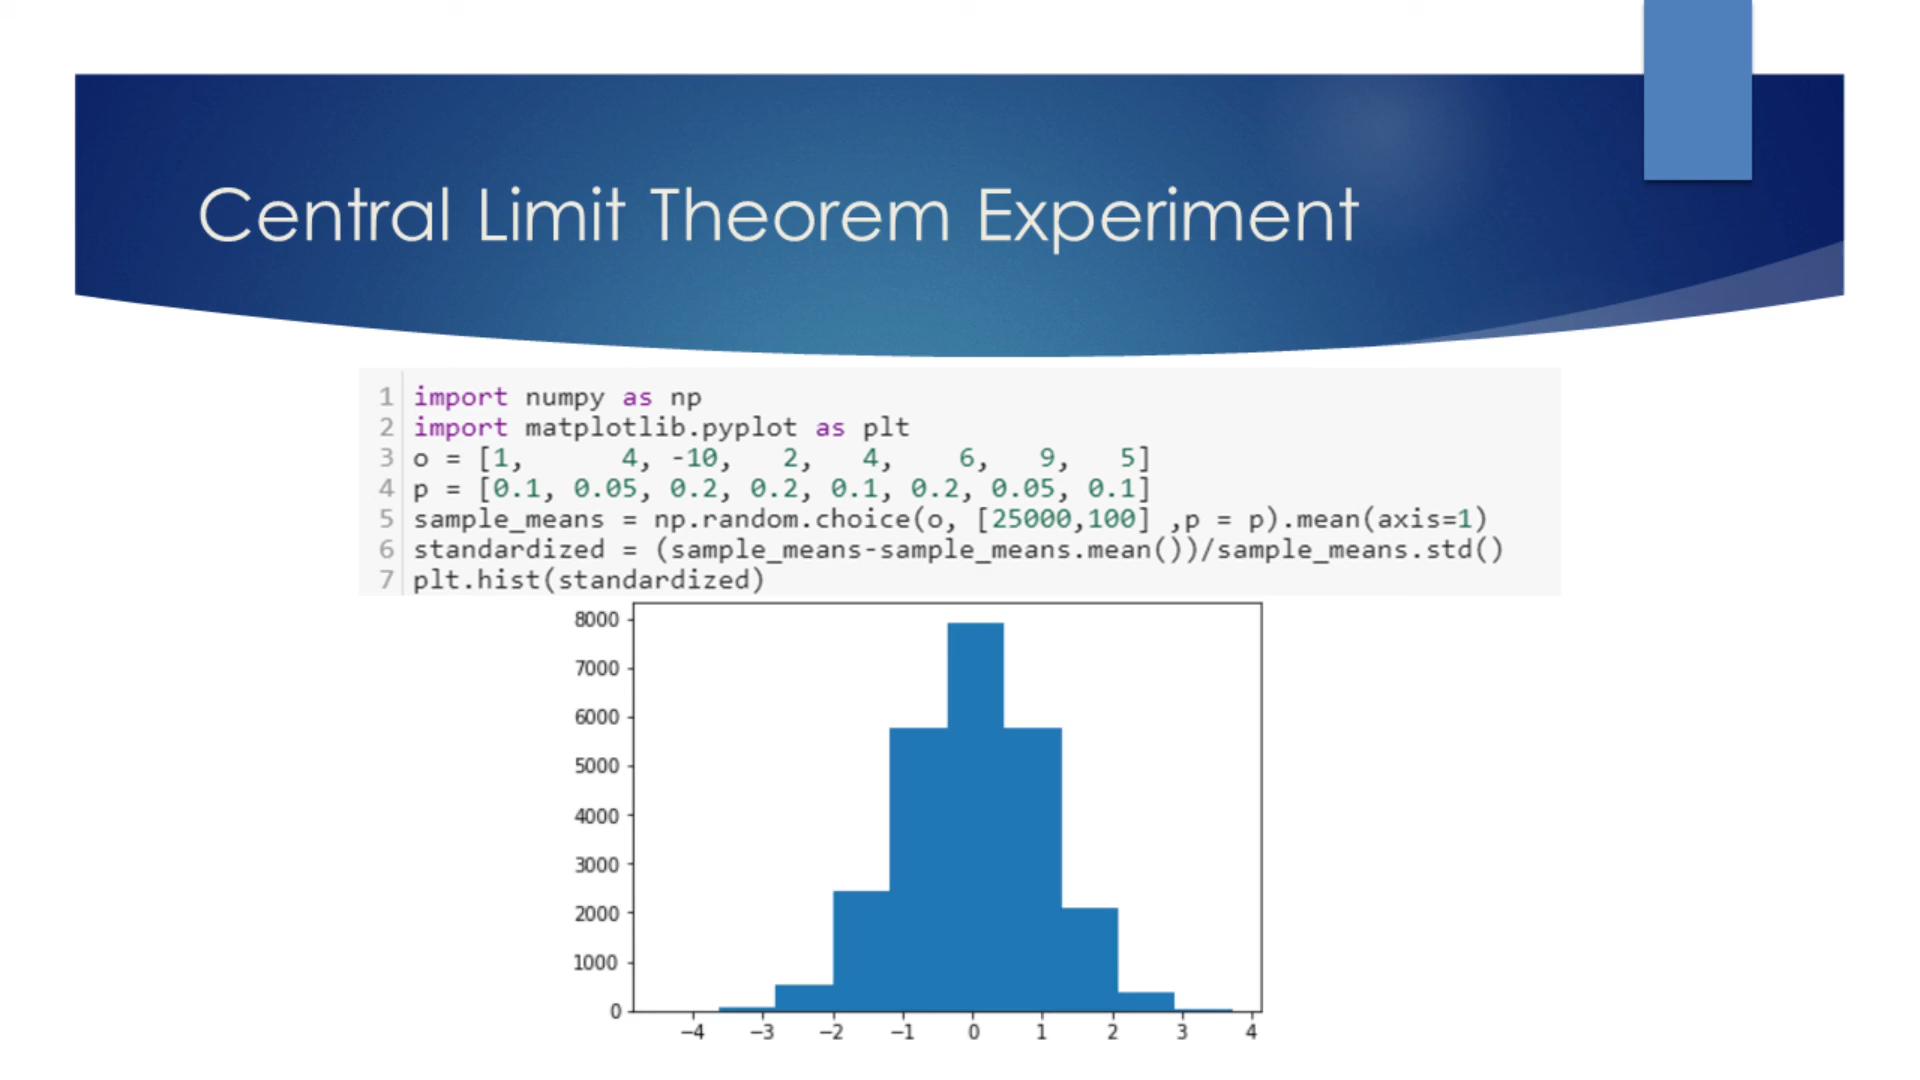 Central Limit Theorem Experiment
1 import numpy as np
2 import matplotlib.pyplot as plt
3 o = [1,      4, -10,   2,   4,     6,   9,    5]
4 p = [0.1, 0.05, 0.2, 0.2, 0.1, 0.2, 0.05, 0.1]
5 sample_means = np.random.choice(o, [25000,100] ,p = p).mean(axis=1)
6 standardized = (sample_means-sample_means.mean())/sample_means.std()
7 plt.hist(standardized)
8000
7000
6000
5000
4000
3000
2000
1000
0
−4 −3 −2 −1 0 1 2 3 4